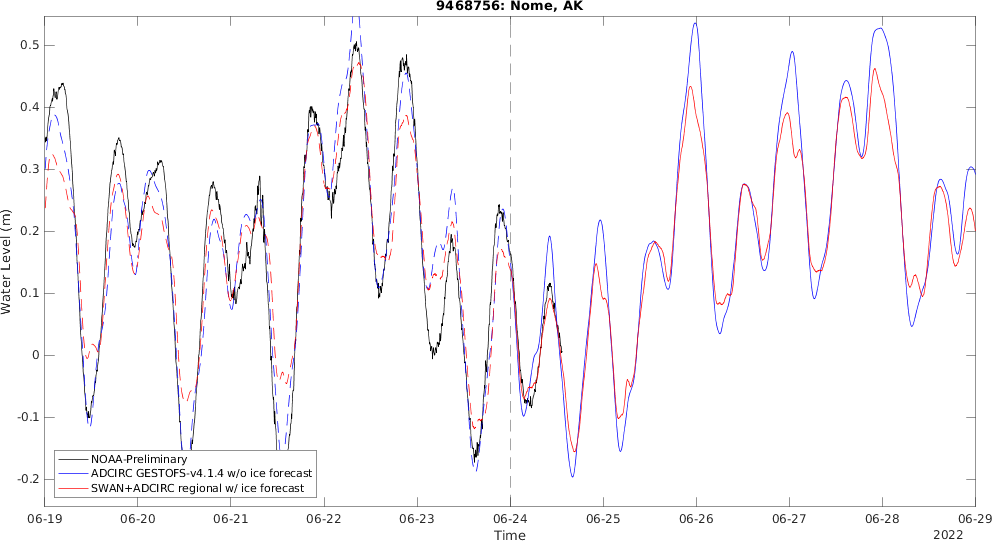 9468756: Nome, AK
0.5
0.4
0.3
0.2
0.1
0
-0.1
-0.2
Water Level (m)
NOAA-Preliminary
ADCIRC GESTOFS-v4.1.4 w/o ice forecast
SWAN+ADCIRC regional w/ ice forecast
06-19 06-20 06-21 06-22 06-23 06-24 06-25 06-26 06-27 06-28 06-29
Time
2022